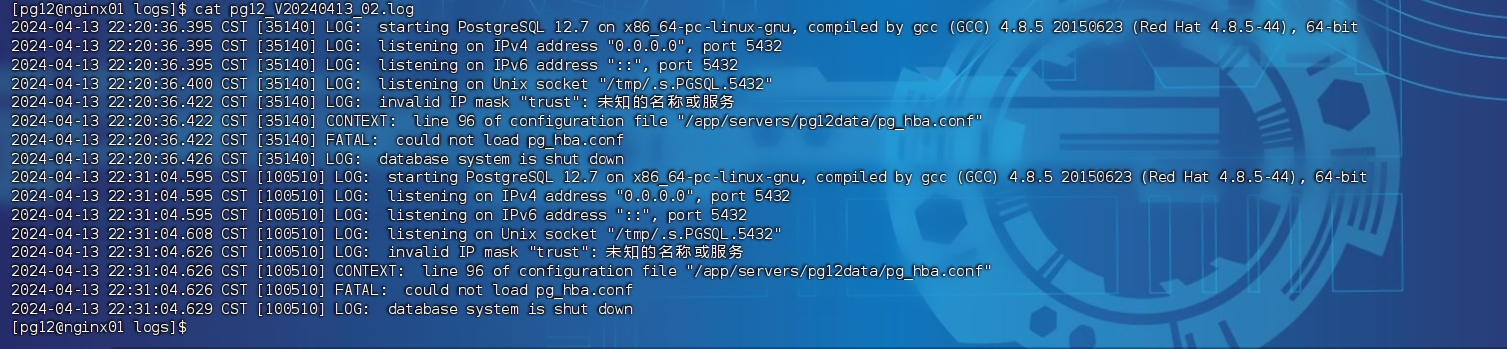 [pg12@nginx01 logs]$ cat pg12_V20240413_02.log
2024-04-13 22:20:36.395 CST [35140] LOG:  starting PostgreSQL 12.7 on x86_64-pc-linux-gnu, compiled by gcc (GCC) 4.8.5 20150623 (Red Hat 4.8.5-44), 64-bit
2024-04-13 22:20:36.395 CST [35140] LOG:  listening on IPv4 address "0.0.0.0", port 5432
2024-04-13 22:20:36.395 CST [35140] LOG:  listening on IPv6 address "::", port 5432
2024-04-13 22:20:36.400 CST [35140] LOG:  listening on Unix socket "/tmp/.s.PGSQL.5432"
2024-04-13 22:20:36.422 CST [35140] LOG:  invalid IP mask "trust": 未知的名称或服务
2024-04-13 22:20:36.422 CST [35140] CONTEXT:  line 96 of configuration file "/app/servers/pg12data/pg_hba.conf"
2024-04-13 22:20:36.422 CST [35140] FATAL:  could not load pg_hba.conf
2024-04-13 22:20:36.426 CST [35140] LOG:  database system is shut down
2024-04-13 22:31:04.595 CST [100510] LOG:  starting PostgreSQL 12.7 on x86_64-pc-linux-gnu, compiled by gcc (GCC) 4.8.5 20150623 (Red Hat 4.8.5-44), 64-bit
2024-04-13 22:31:04.595 CST [100510] LOG:  listening on IPv4 address "0.0.0.0", port 5432
2024-04-13 22:31:04.595 CST [100510] LOG:  listening on IPv6 address "::", port 5432
2024-04-13 22:31:04.608 CST [100510] LOG:  listening on Unix socket "/tmp/.s.PGSQL.5432"
2024-04-13 22:31:04.626 CST [100510] LOG:  invalid IP mask "trust": 未知的名称或服务
2024-04-13 22:31:04.626 CST [100510] CONTEXT:  line 96 of configuration file "/app/servers/pg12data/pg_hba.conf"
2024-04-13 22:31:04.626 CST [100510] FATAL:  could not load pg_hba.conf
2024-04-13 22:31:04.629 CST [100510] LOG:  database system is shut down
[pg12@nginx01 logs]$